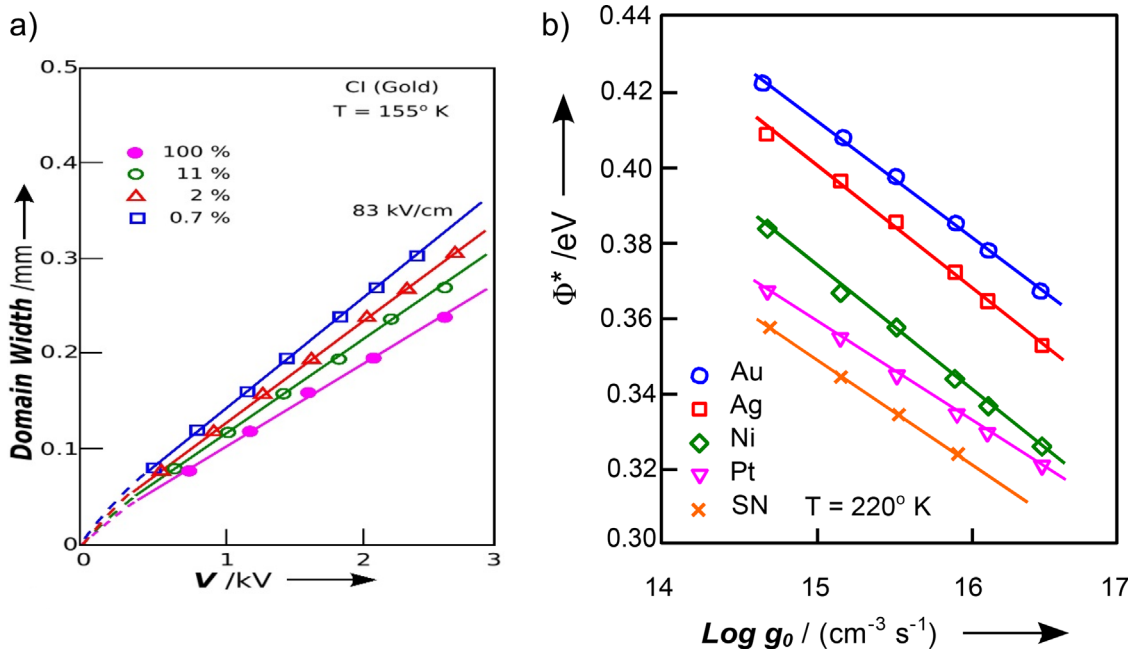 a)
0.5
0.4
0.3
0.2
0.1
0
Domain Width /mm
CI (Gold)
T = 155° K
100 %
11 %
2 %
0.7 %
83 kV/cm
1
2
3
V /kV
b)
0.44
0.42
0.40
0.38
0.36
0.34
0.32
0.30
Φ* /eV
Au
Ag
Ni
Pt
SN
T = 220° K
14
15
16
17
Log g₀ / (cm⁻³ s⁻¹)